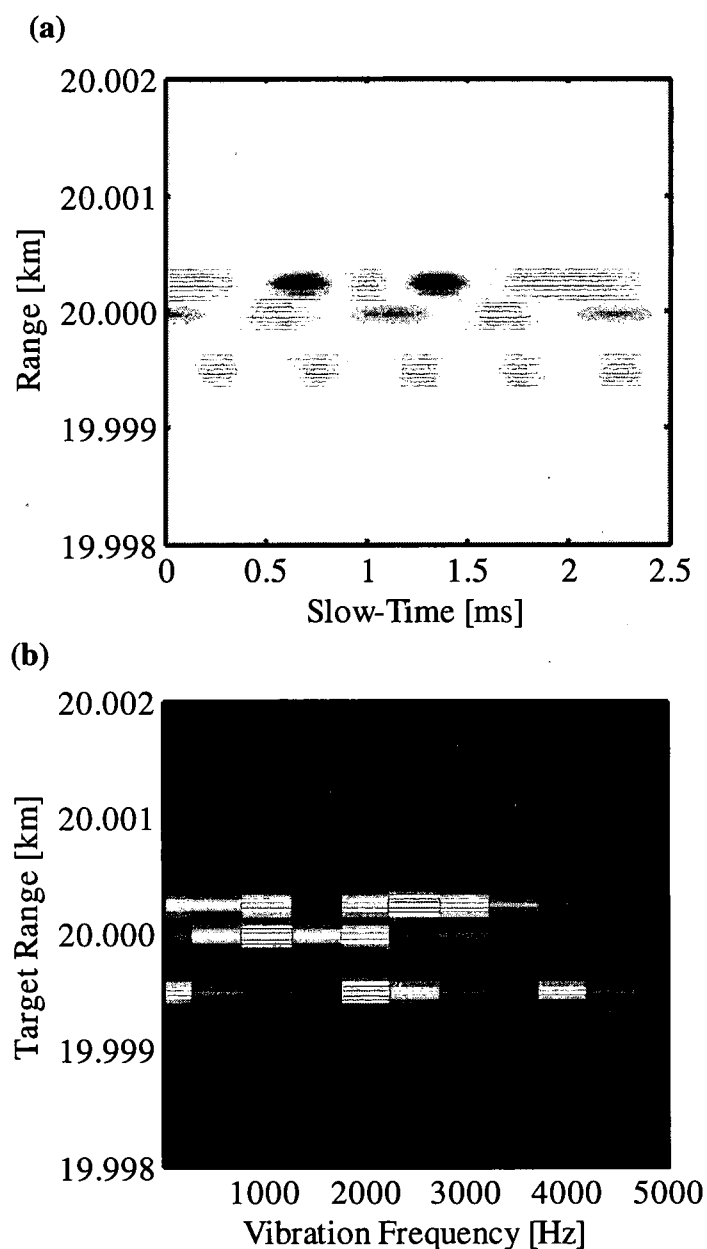 (a)
20.002
20.001
20.000
19.999
19.998
Range [km]
0 0.5 1 1.5 2 2.5
Slow-Time [ms]
(b)
20.002
20.001
20.000
19.999
19.998
Target Range [km]
1000 2000 3000 4000 5000
Vibration Frequency [Hz]